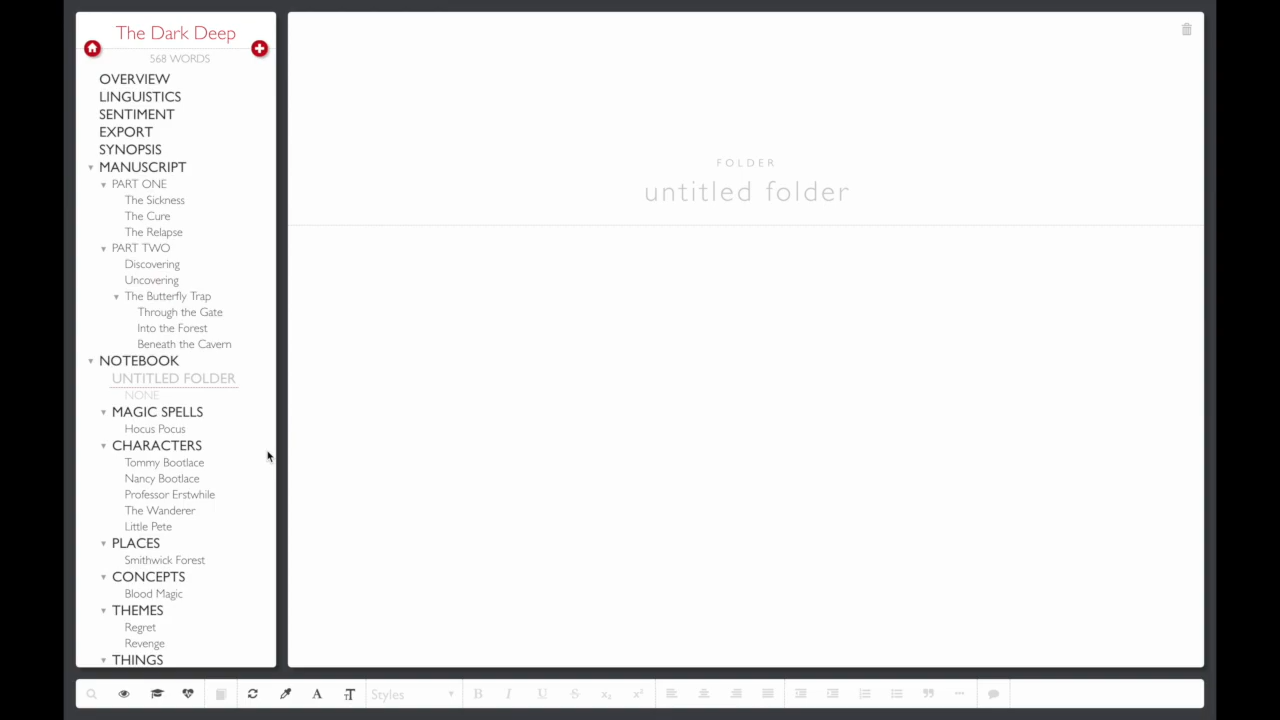 The Dark Deep
568 WORDS
OVERVIEW
LINGUISTICS
SENTIMENT
EXPORT
SYNOPSIS
MANUSCRIPT
PART ONE
The Sickness
The Cure
The Relapse
PART TWO
Discovering
Uncovering
The Butterfly Trap
Through the Gate
Into the Forest
Beneath the Cavern
NOTEBOOK
UNTITLED FOLDER
NONE
MAGIC SPELLS
Hocus Pocus
CHARACTERS
Tommy Bootlace
Nancy Bootlace
Professor Erstwhile
The Wanderer
Little Pete
PLACES
Smithwick Forest
CONCEPTS
Blood Magic
THEMES
Regret
Revenge
THINGS
FOLDER
untitled folder
A TT Styles B I U S x₂ x²